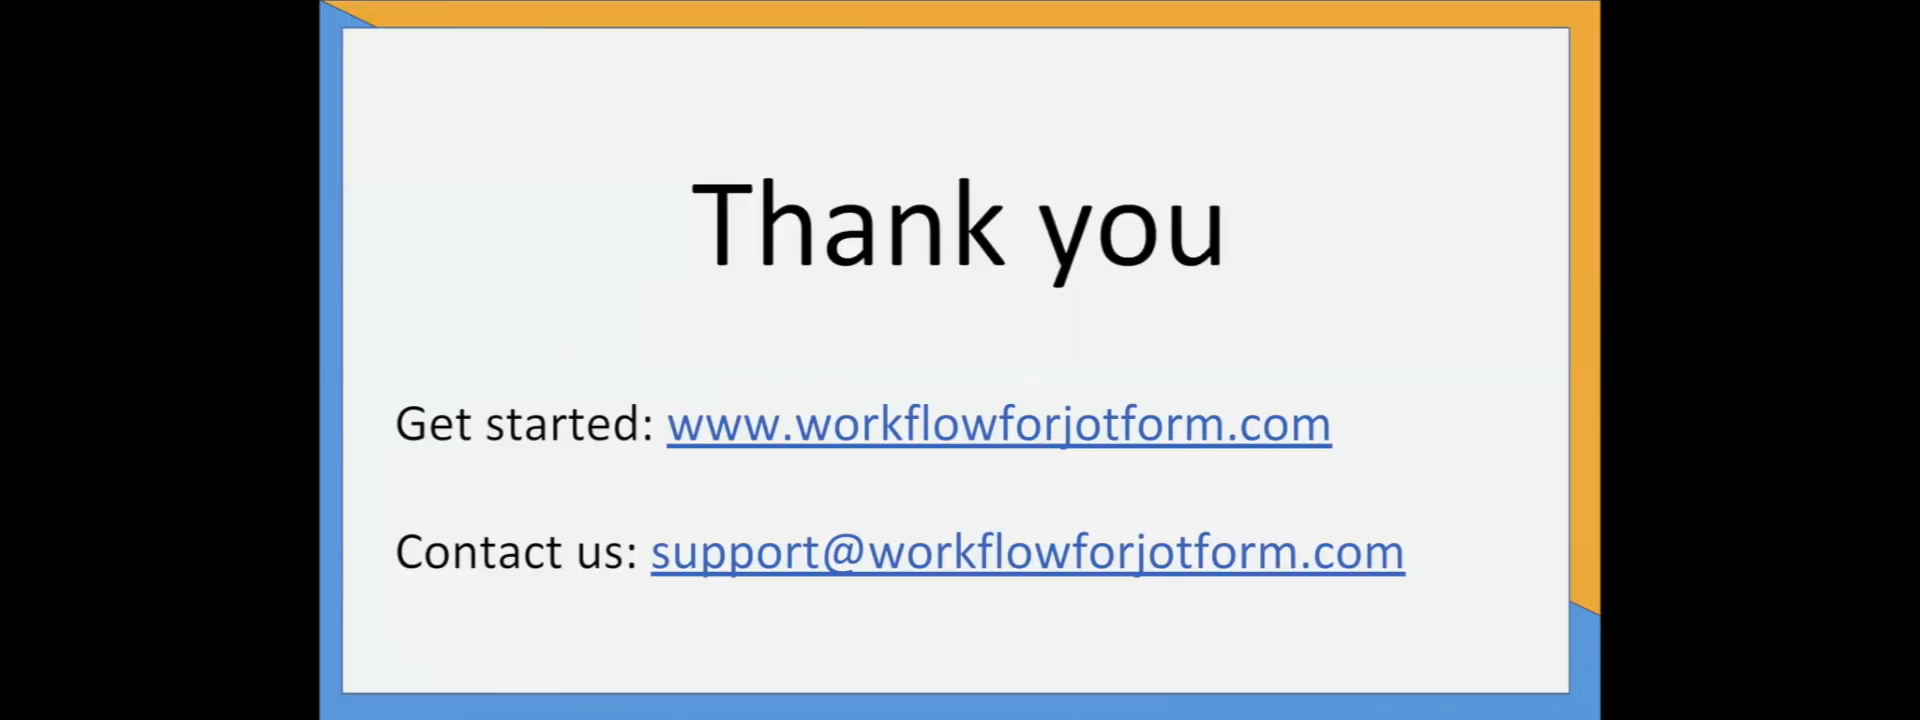 Thank you
Get started: www.workflowforjotform.com
Contact us: support@workflowforjotform.com